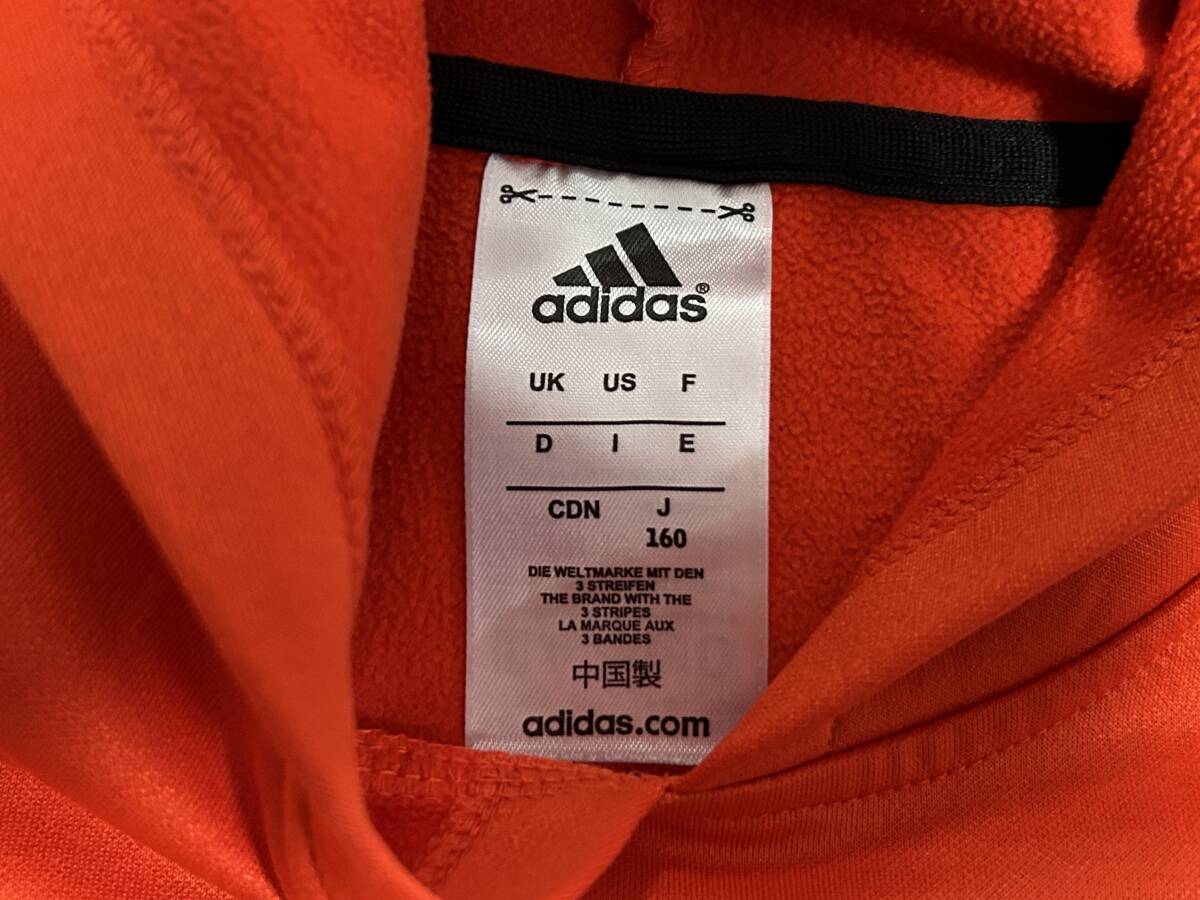 adidas®
UK US F
D I E
CDN J
160
DIE WELTMARKE MIT DEN
3 STREIFEN
THE BRAND WITH THE
3 STRIPES
LA MARQUE AUX
3 BANDES
中国製
adidas.com